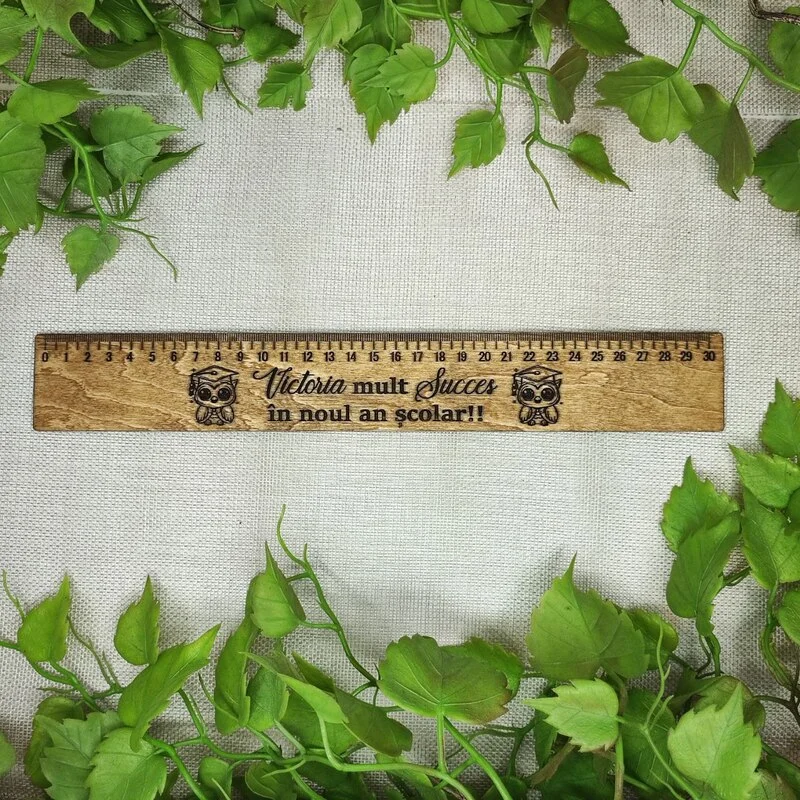 0 1 2 3 4 5 6 7 8 9 10 11 12 13 14 15 16 17 18 19 20 21 22 23 24 25 26 27 28 29 30
Victoria mult Succes
în noul an școlar!!